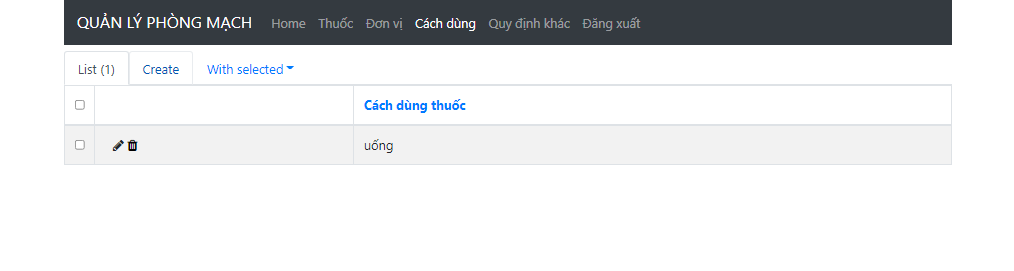 QUẢN LÝ PHÒNG MẠCH Home Thuốc Đơn vị Cách dùng Quy định khác Đăng xuất
List (1) Create With selected
Cách dùng thuốc
uống